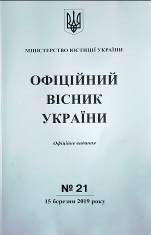 МІНІСТЕРСТВО ЮСТИЦІЇ УКРАЇНИ
ОФІЦІЙНИЙ
ВІСНИК
УКРАЇНИ
Офіційне видання
№ 21
15 березня 2019 року